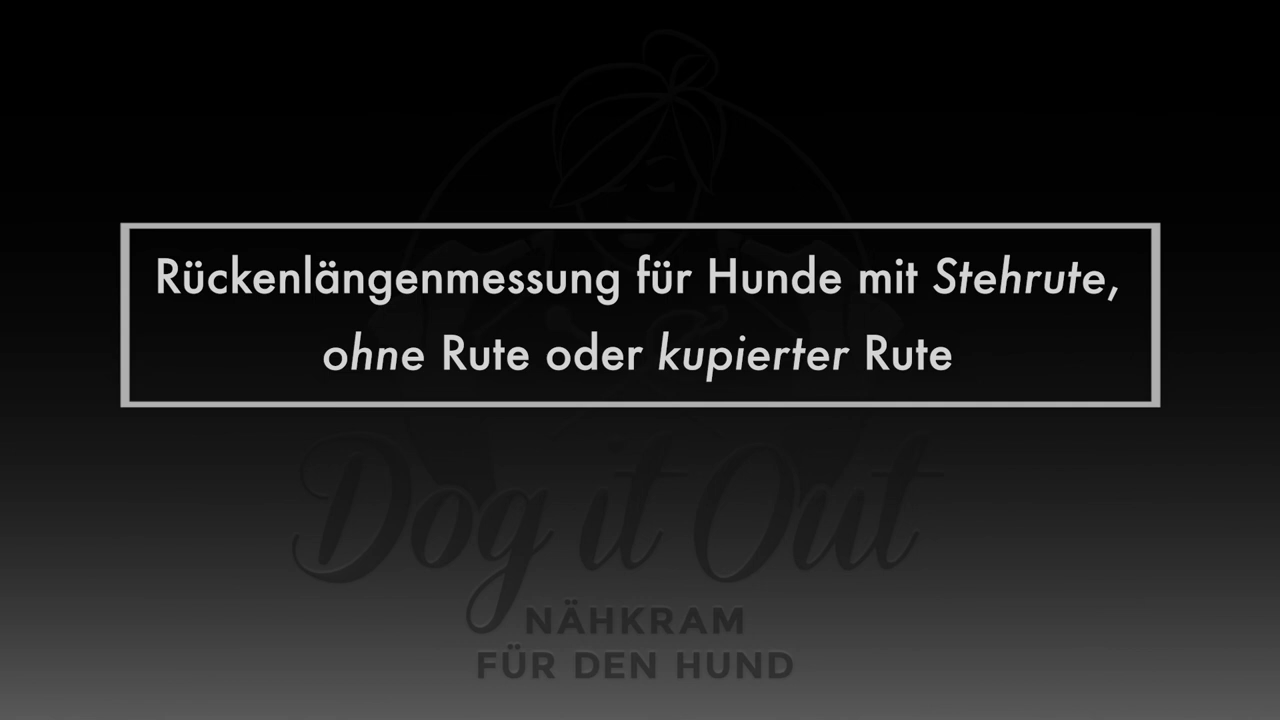 Rückenlängenmessung für Hunde mit Stehrute,
ohne Rute oder kupierter Rute
Dog it Out
NÄHKRAM
FÜR DEN HUND